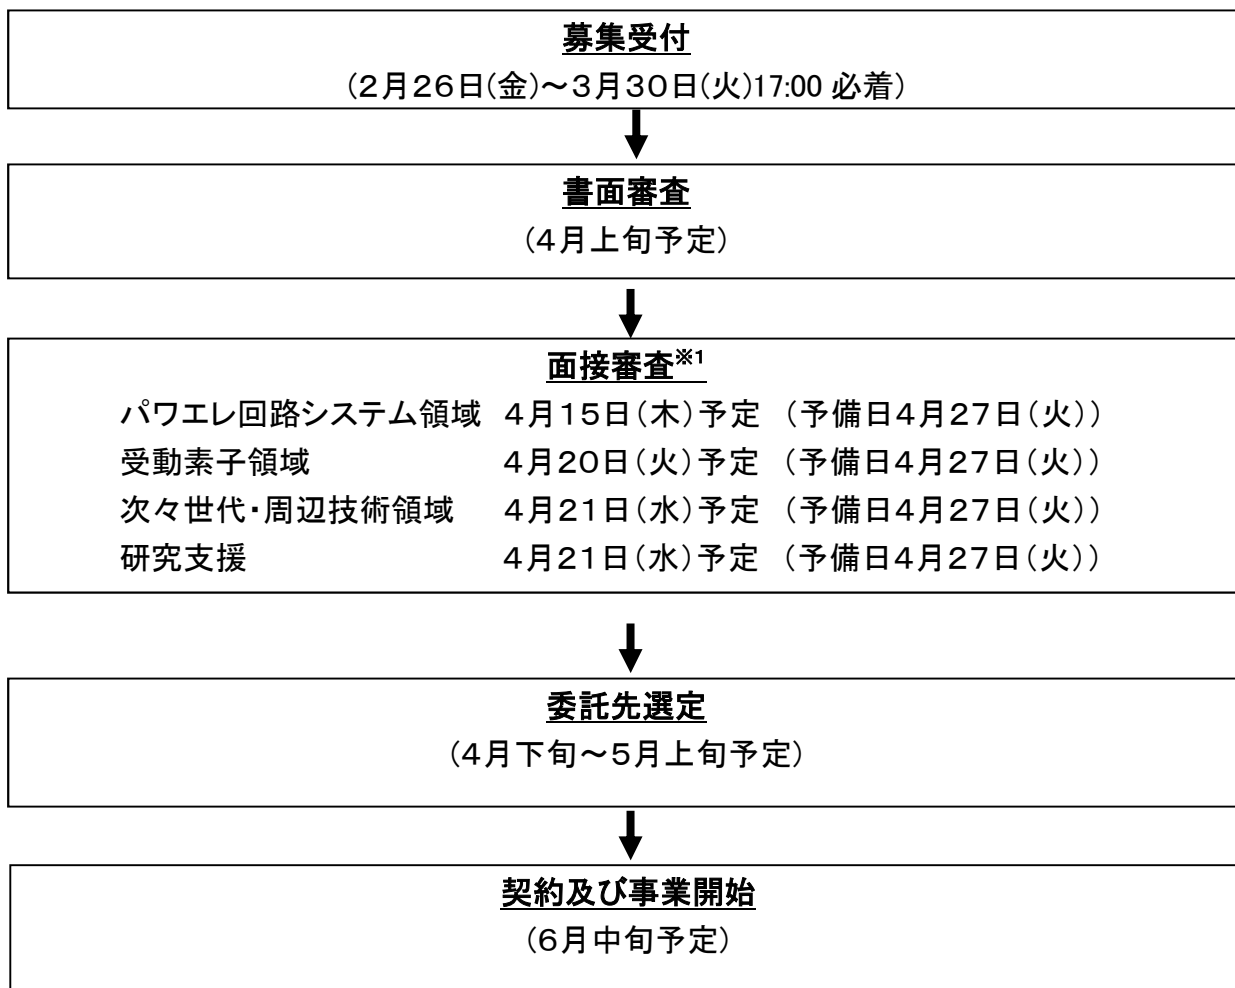 募集受付
(２月２６日(金)～３月３０日(火)17:00 必着)
書面審査
(４月上旬予定)
面接審査※1
パワエレ回路システム領域 ４月１５日(木)予定 (予備日４月２７日(火))
受動素子領域 ４月２０日(火)予定 (予備日４月２７日(火))
次々世代・周辺技術領域 ４月２１日(水)予定 (予備日４月２７日(火))
研究支援 ４月２１日(水)予定 (予備日４月２７日(火))
委託先選定
(４月下旬～５月上旬予定)
契約及び事業開始
(６月中旬予定)